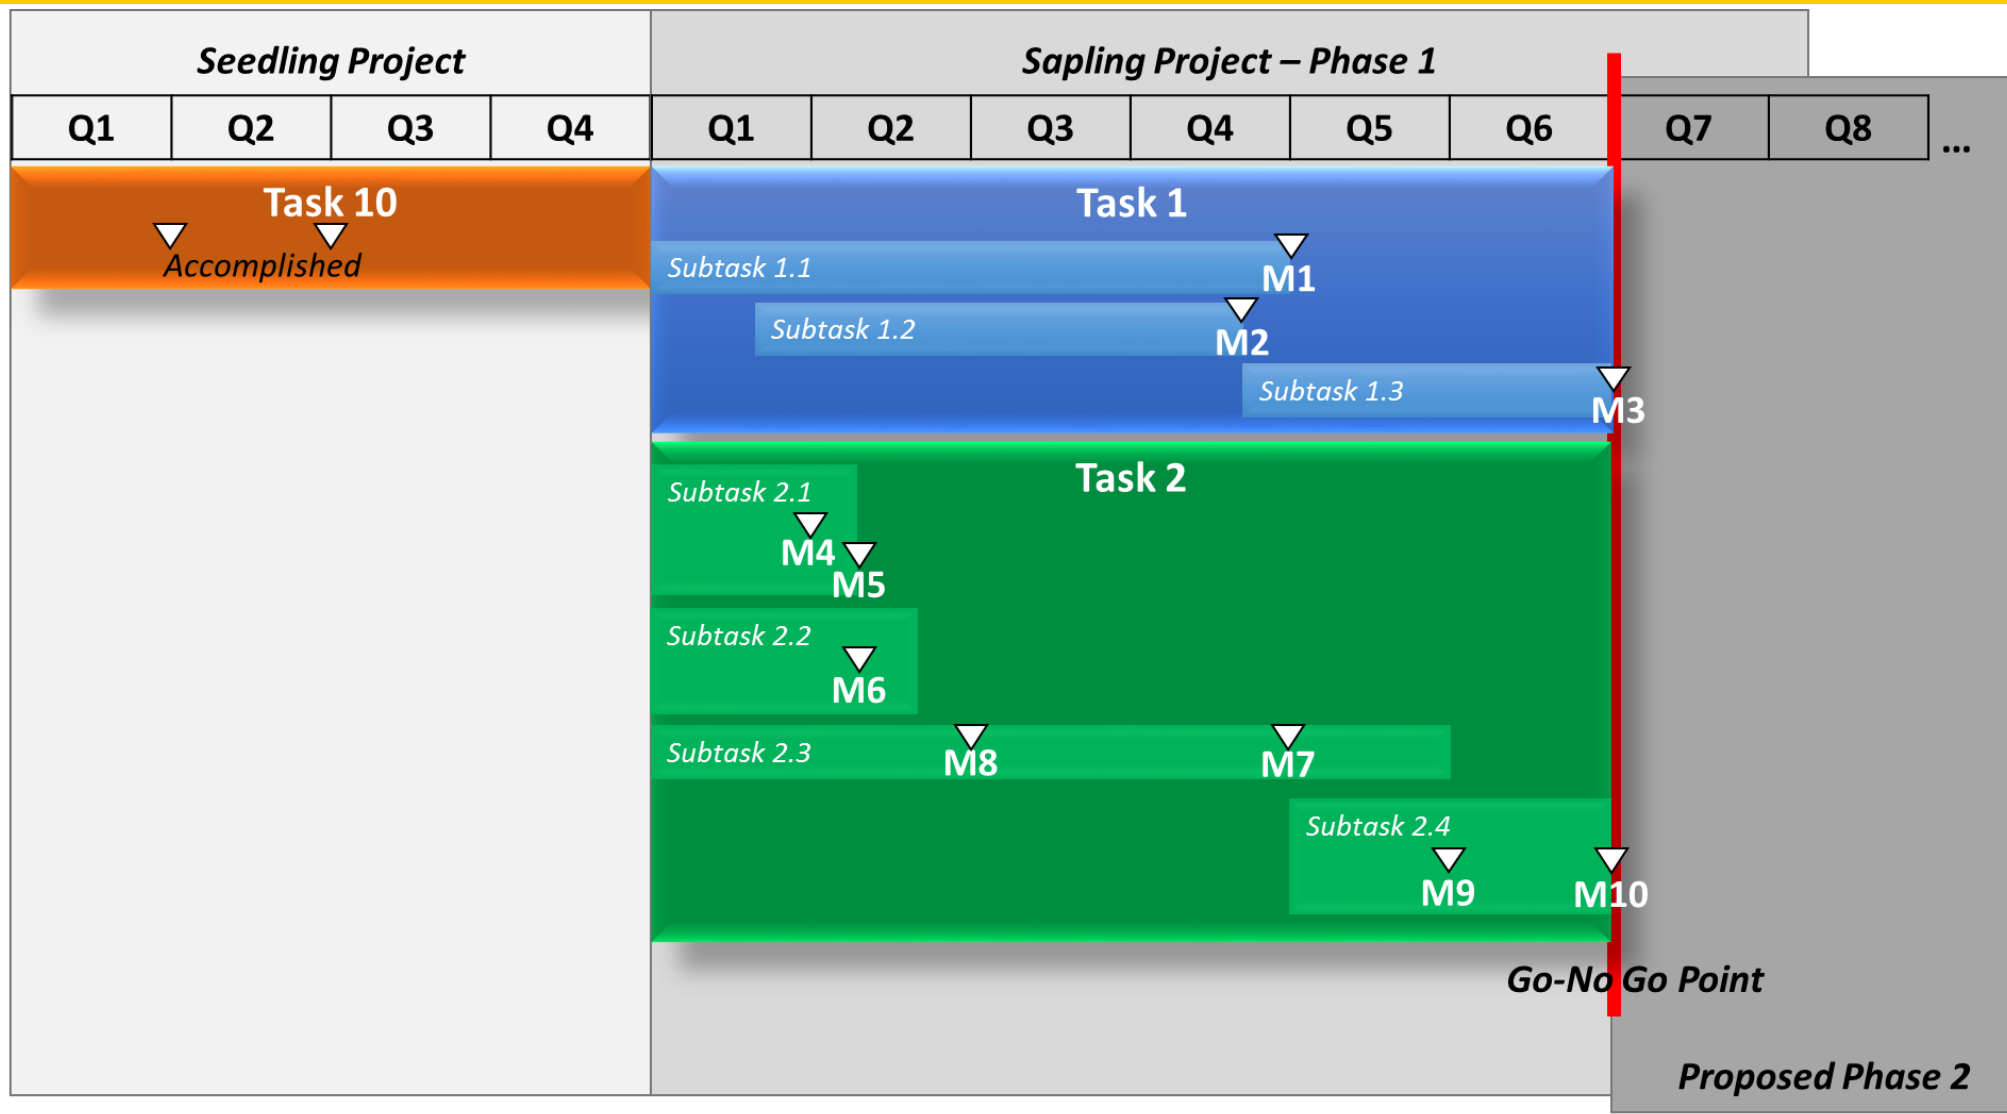 Seedling Project
Sapling Project – Phase 1
Q1 Q2 Q3 Q4 Q1 Q2 Q3 Q4 Q5 Q6 Q7 Q8 ...
Task 10
Accomplished
Task 1
Subtask 1.1
M1
Subtask 1.2
M2
Subtask 1.3
M3
Task 2
Subtask 2.1
M4
M5
Subtask 2.2
M6
Subtask 2.3
M8
M7
Subtask 2.4
M9
M10
Go-No Go Point
Proposed Phase 2